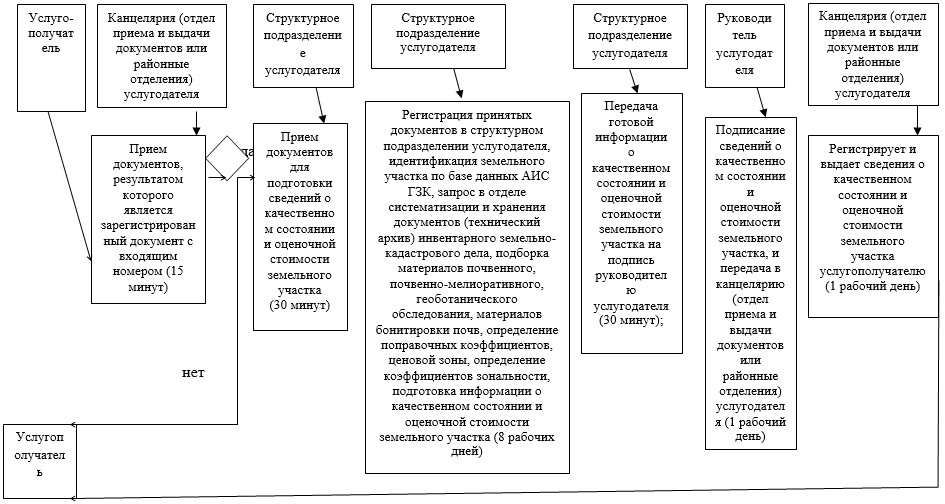 Услуго-
получат
ель
Канцелярия (отдел
приема и выдачи
документов или
районные
отделения)
услугодателя
Структурное
подразделени
е
услугодателя
Структурное
подразделение
услугодателя
Структурное
подразделение
услугодателя
Руководи
тель
услугодат
еля
Канцелярия (отдел
приема и выдачи
документов или
районные
отделения)
услугодателя
Прием
документов,
результатом
которого
является
зарегистрирован
ный документ с
входящим
номером (15
минут)
да
Прием
документов
для
подготовки
сведений о
качественно
м состоянии
и оценочной
стоимости
земельного
участка
(30 минут)
Регистрация принятых
документов в структурном
подразделении услугодателя,
идентификация земельного
участка по базе данных АИС
ГЗК, запрос в отделе
систематизации и хранения
документов (технический
архив) инвентарного земельно-
кадастрового дела, подборка
материалов почвенного,
почвенно-мелиоративного,
геоботанического
обследования, материалов
бонитировки почв, определение
поправочных коэффициентов,
ценовой зоны, определение
коэффициентов зональности,
подготовка информации о
качественном состоянии и
оценочной стоимости
земельного участка (8 рабочих
дней)
Передача
готовой
информации
о
качественном
состоянии и
оценочной
стоимости
земельного
участка на
подпись
руководител
ю
услугодателя
(30 минут);
Подписание
сведений о
качественно
м состоянии
и
оценочной
стоимости
земельного
участка, и
передача в
канцелярию
(отдел
приема и
выдачи
документов
или
районные
отделения)
услугодател
я (1 рабочий
день)
Регистрирует и
выдает сведения о
качественном
состоянии и
оценочной
стоимости
земельного
участка
услугополучателю
(1 рабочий день)
нет
Услугоп
олучател
ь